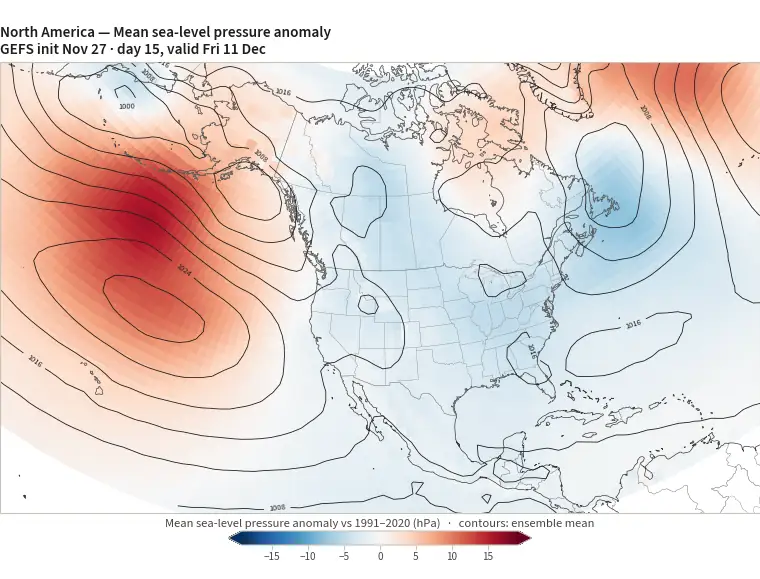 North America — Mean sea-level pressure anomaly
GEFS init Nov 27 · day 15, valid Fri 11 Dec
1008
1016
1000
1008
1008
1024
1016
1016
1016
1008
Mean sea-level pressure anomaly vs 1991–2020 (hPa) · contours: ensemble mean
−15 −10 −5 0 5 10 15